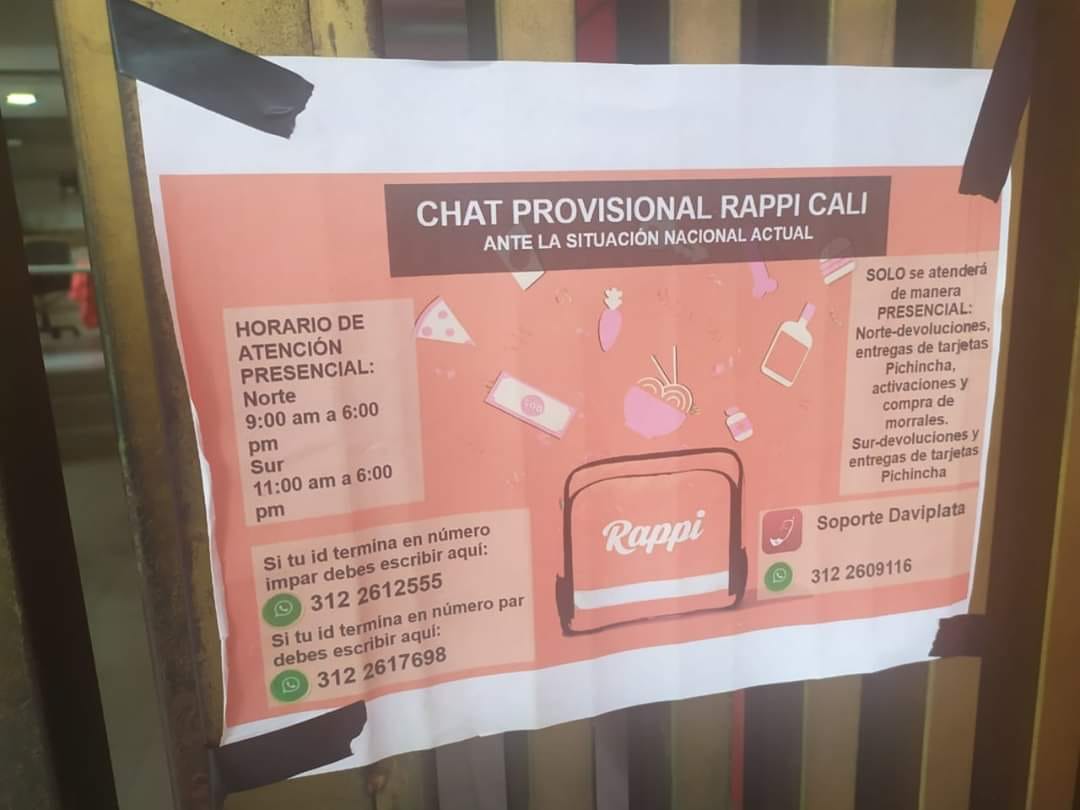 CHAT PROVISIONAL RAPPI CALI
ANTE LA SITUACIÓN NACIONAL ACTUAL
HORARIO DE
ATENCIÓN
PRESENCIAL:
Norte
9:00 am a 6:00
pm
Sur
11:00 am a 6:00
pm
Si tu id termina en número
impar debes escribir aquí:
312 2612555
Si tu id termina en número par
debes escribir aquí:
312 2617698
Rappi
SOLO se atenderá
de manera
PRESENCIAL:
Norte-devoluciones,
entregas de tarjetas
Pichincha,
activaciones y
compra de
morrales.
Sur-devoluciones y
entregas de tarjetas
Pichincha
Soporte Daviplata
312 2609116